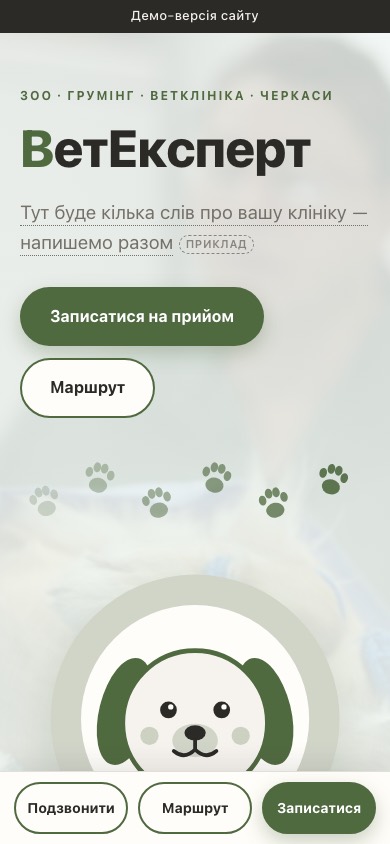 Демо-версія сайту
ЗОО · ГРУМІНГ · ВЕТКЛІНІКА · ЧЕРКАСИ
ВетЕксперт
Тут буде кілька слів про вашу клініку —
напишемо разом ПРИКЛАД
Записатися на прийом
Маршрут
Подзвонити Маршрут Записатися